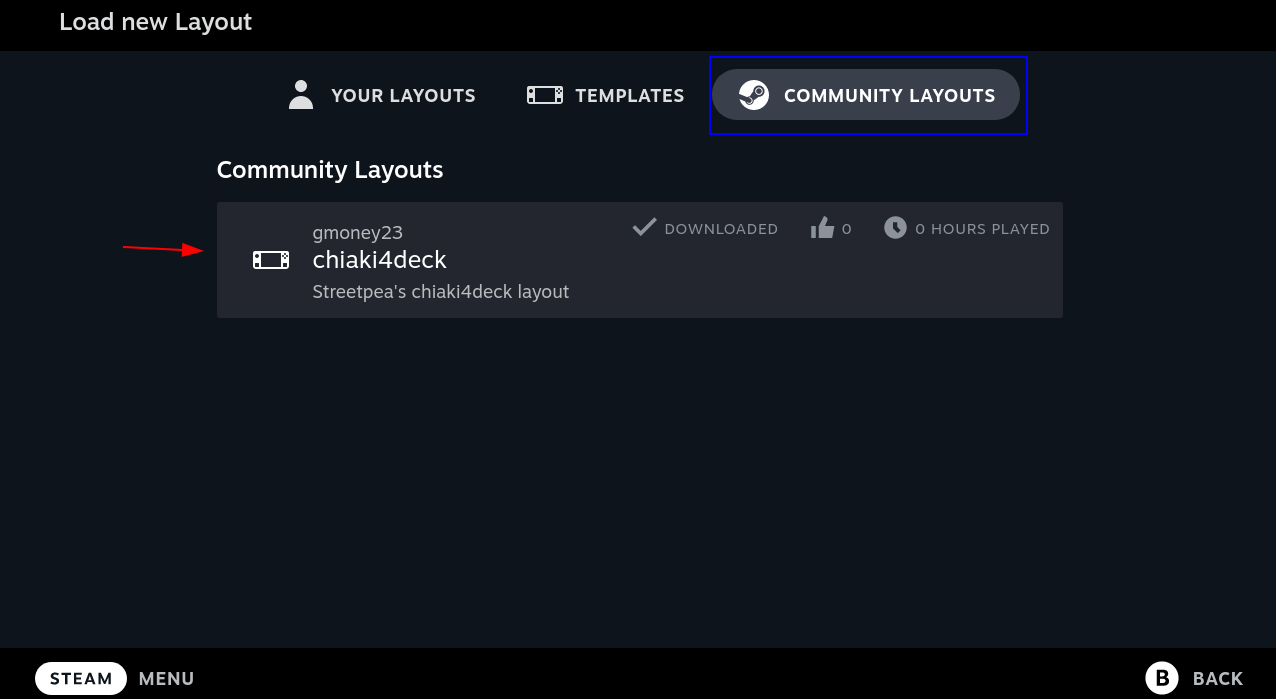 Load new Layout
YOUR LAYOUTS TEMPLATES COMMUNITY LAYOUTS
Community Layouts
gmoney23 DOWNLOADED 0 0 HOURS PLAYED
chiaki4deck
Streetpea's chiaki4deck layout
STEAM MENU B BACK